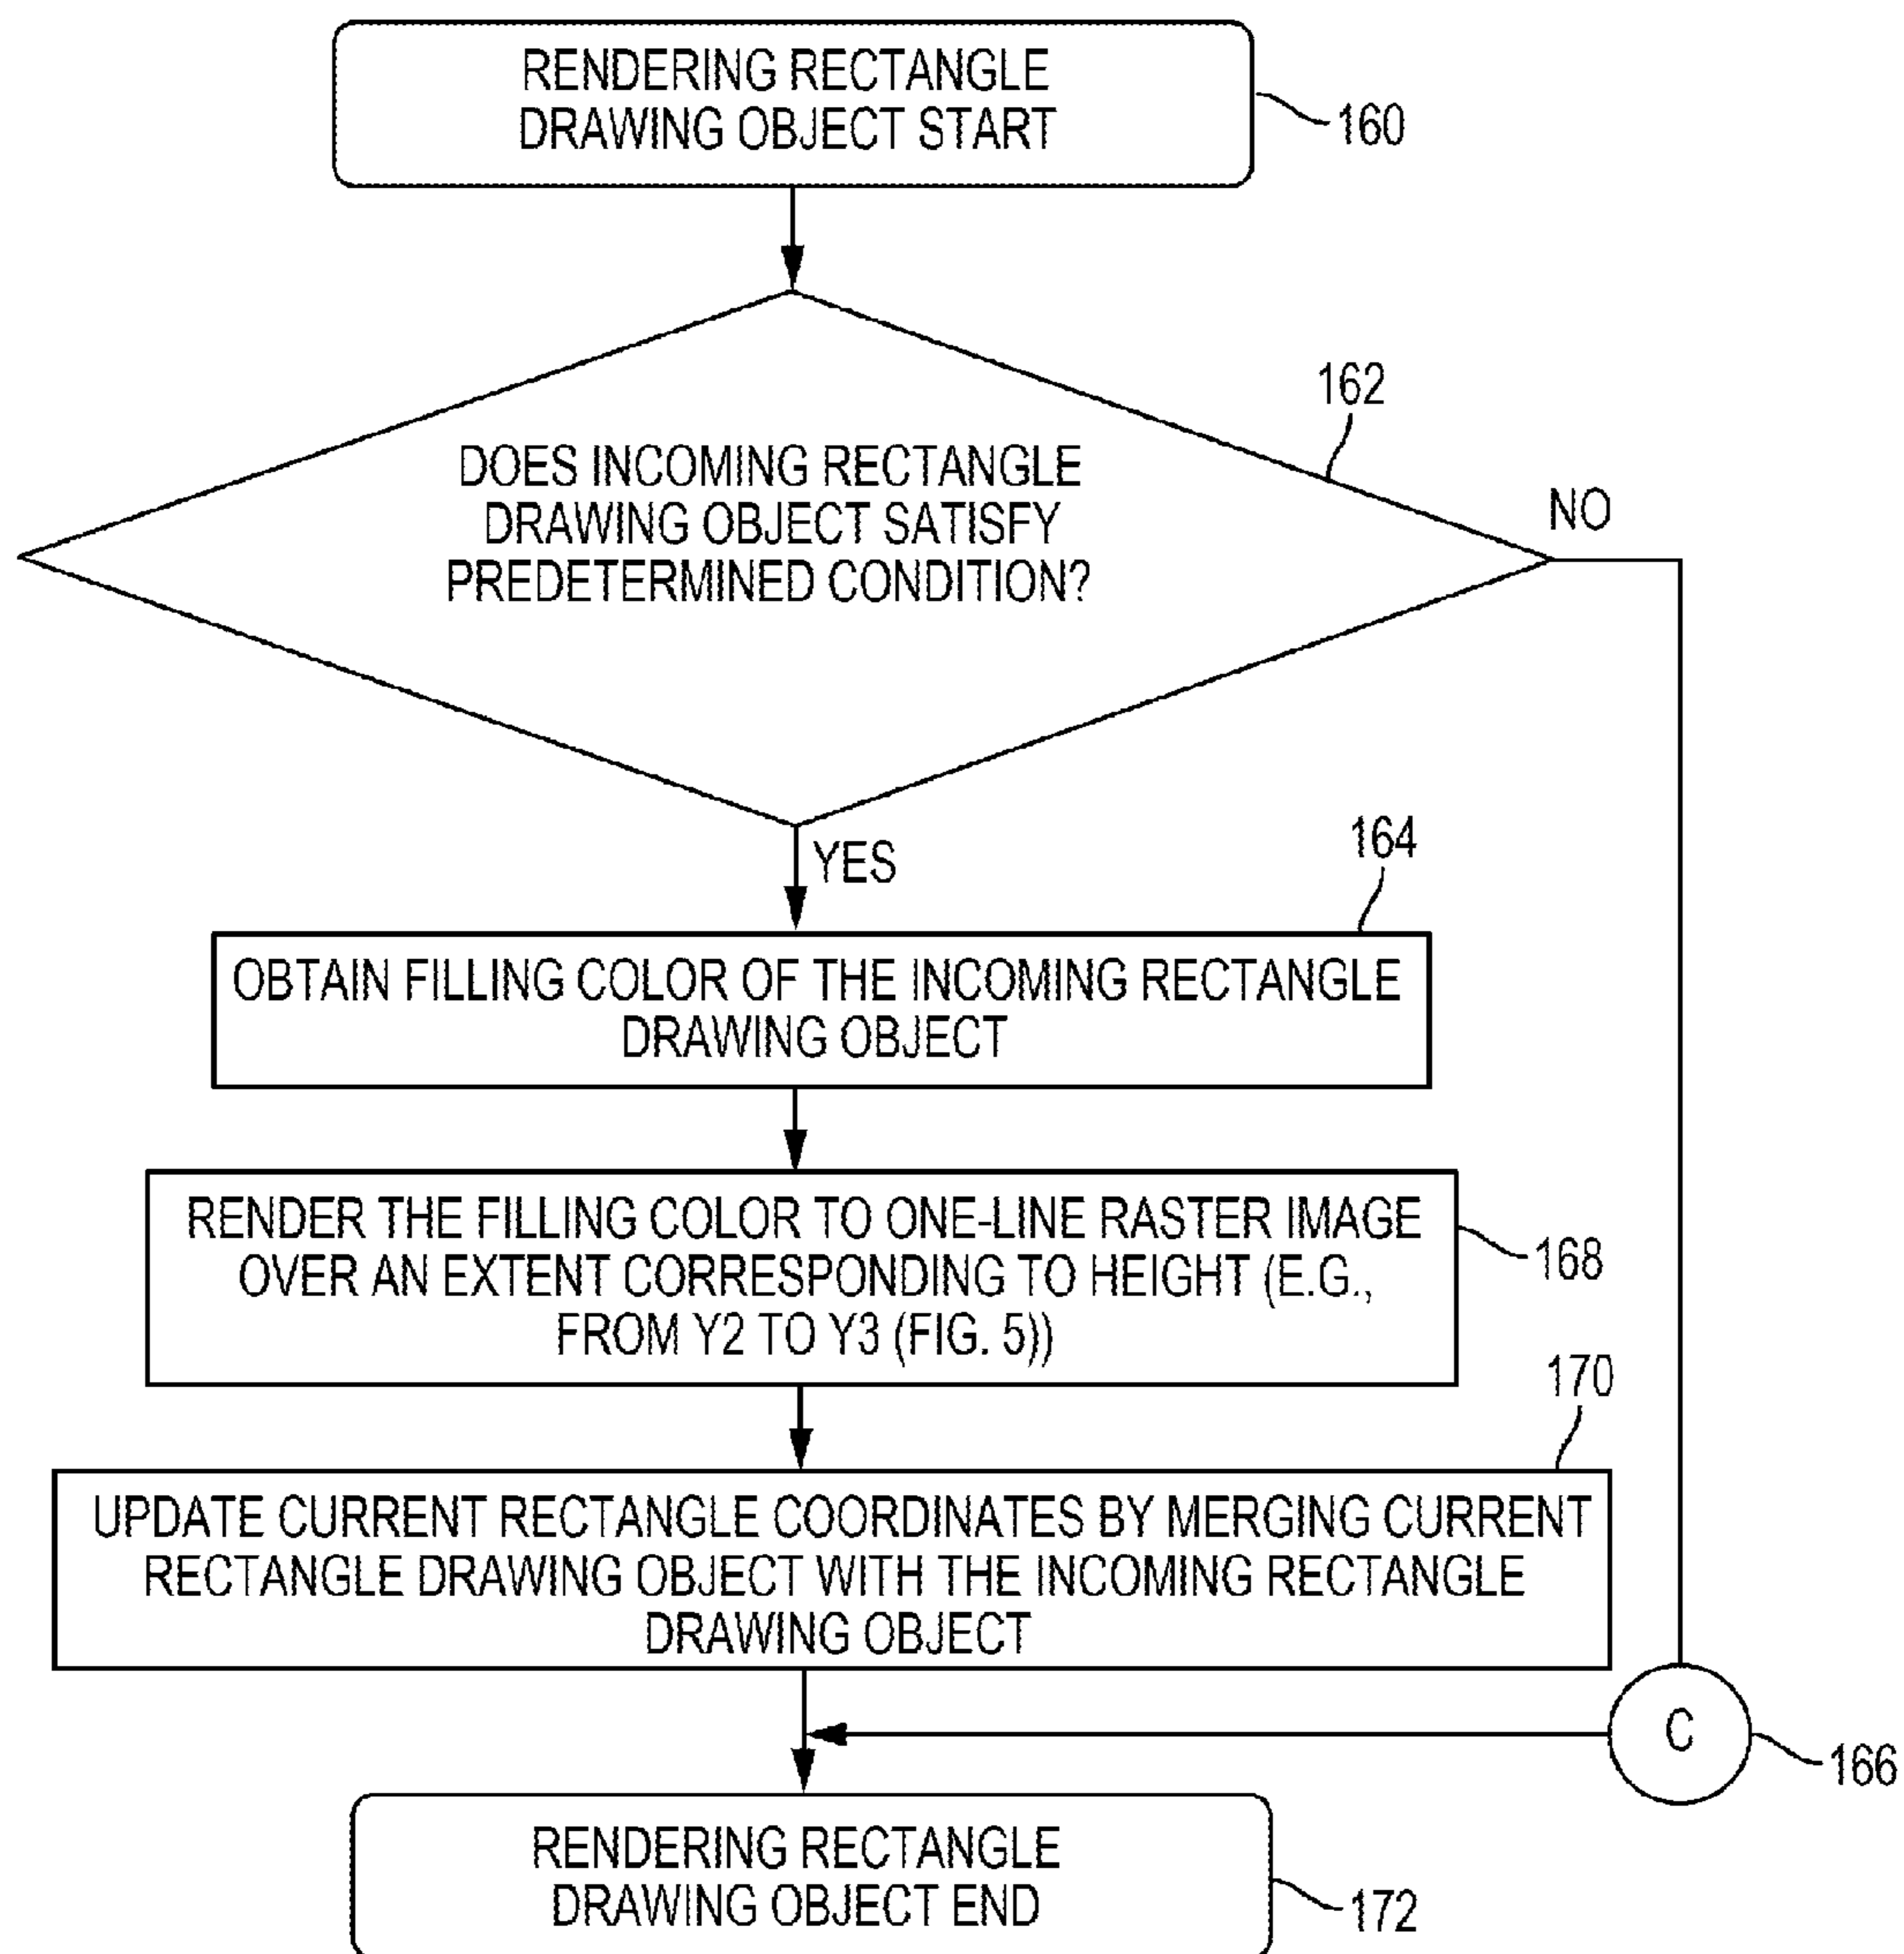 RENDERING RECTANGLE
DRAWING OBJECT START
160
162
DOES INCOMING RECTANGLE
DRAWING OBJECT SATISFY
PREDETERMINED CONDITION?
NO
YES
164
OBTAIN FILLING COLOR OF THE INCOMING RECTANGLE
DRAWING OBJECT
RENDER THE FILLING COLOR TO ONE-LINE RASTER IMAGE
OVER AN EXTENT CORRESPONDING TO HEIGHT (E.G.,
FROM Y2 TO Y3 (FIG. 5))
168
170
UPDATE CURRENT RECTANGLE COORDINATES BY MERGING CURRENT
RECTANGLE DRAWING OBJECT WITH THE INCOMING RECTANGLE
DRAWING OBJECT
C
166
RENDERING RECTANGLE
DRAWING OBJECT END
172